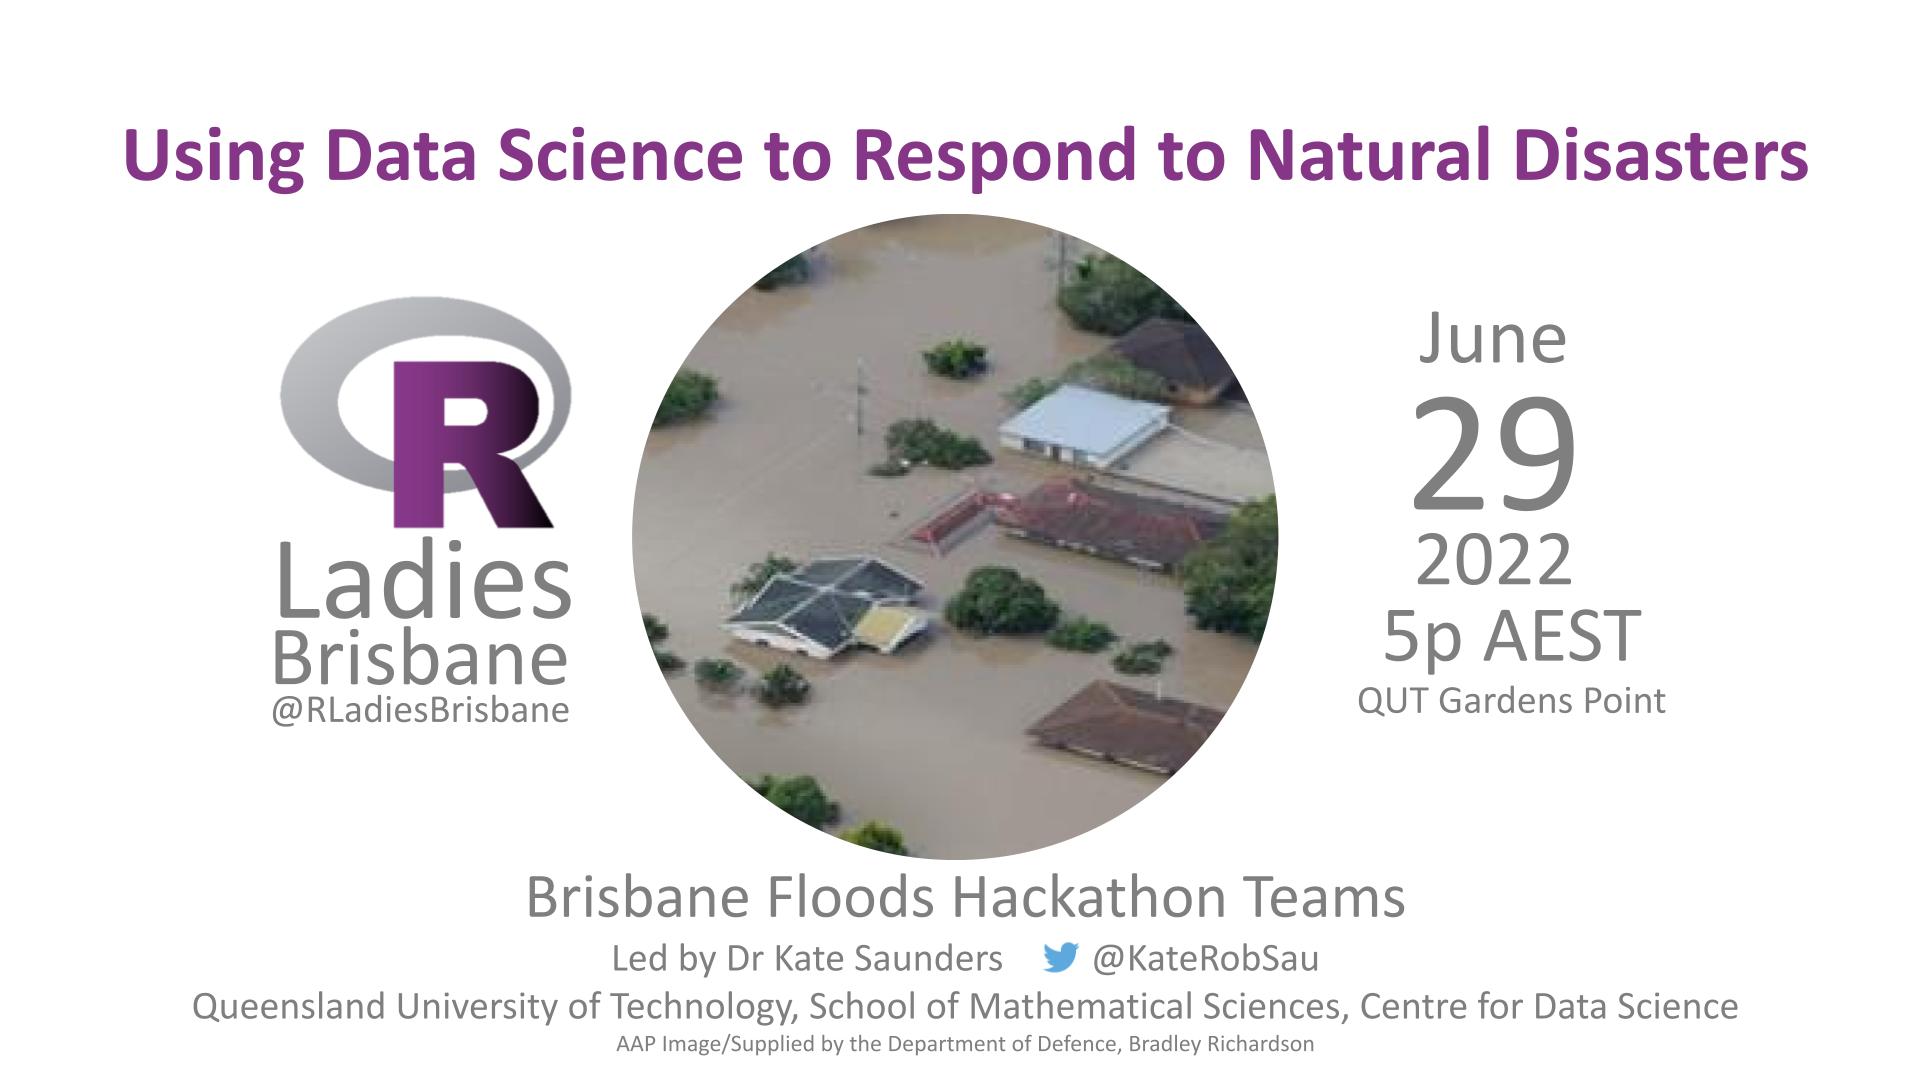 Using Data Science to Respond to Natural Disasters
R
Ladies
Brisbane
@RLadiesBrisbane
June
29
2022
5p AEST
QUT Gardens Point
Brisbane Floods Hackathon Teams
Led by Dr Kate Saunders @KateRobSau
Queensland University of Technology, School of Mathematical Sciences, Centre for Data Science
AAP Image/Supplied by the Department of Defence, Bradley Richardson